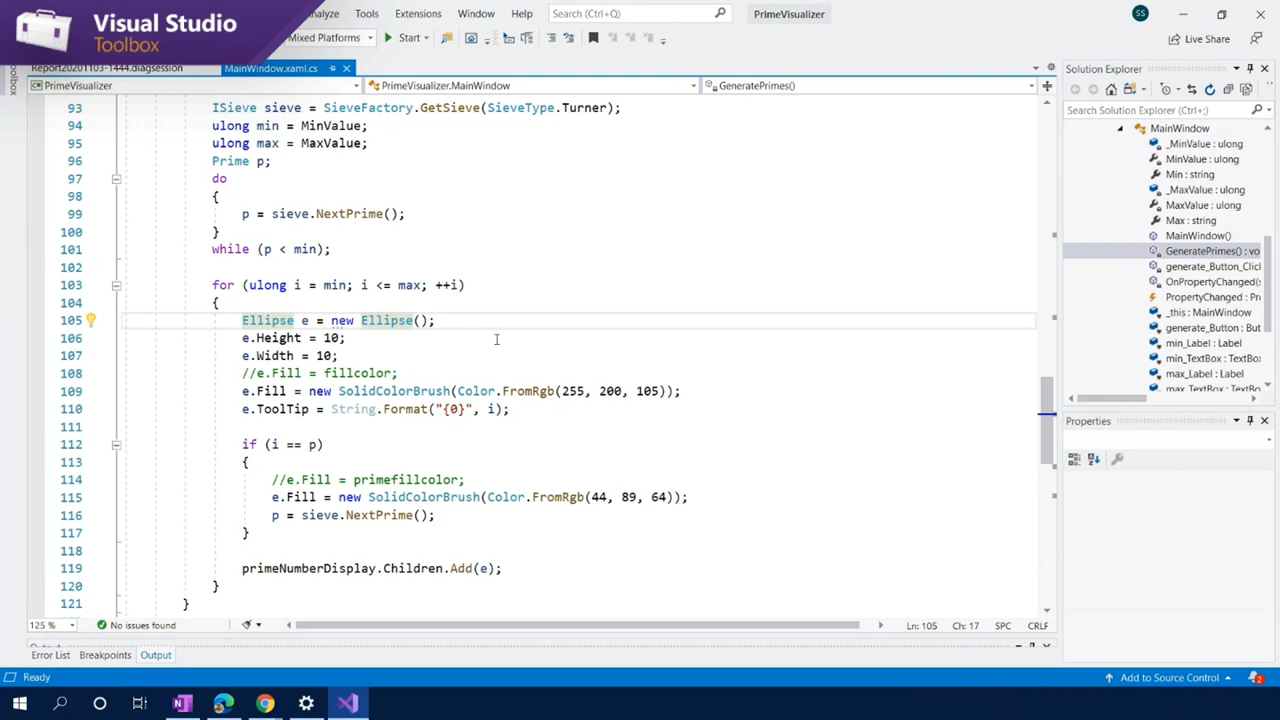 Visual Studio
Toolbox
nalyze Tools Extensions Window Help Search (Ctrl+Q) PrimeVisualizer SS
Mixed Platforms Start Live Share
Report20201103-1444.diagsession MainWindow.xaml.cs
PrimeVisualizer PrimeVisualizer.MainWindow GeneratePrimes()
93 ISieve sieve = SieveFactory.GetSieve(SieveType.Turner);
94 ulong min = MinValue;
95 ulong max = MaxValue;
96 Prime p;
97 do
98 {
99 p = sieve.NextPrime();
100 }
101 while (p < min);
102
103 for (ulong i = min; i <= max; ++i)
104 {
105 Ellipse e = new Ellipse();
106 e.Height = 10;
107 e.Width = 10;
108 //e.Fill = fillcolor;
109 e.Fill = new SolidColorBrush(Color.FromRgb(255, 200, 105));
110 e.ToolTip = String.Format("{0}", i);
111
112 if (i == p)
113 {
114 //e.Fill = primefillcolor;
115 e.Fill = new SolidColorBrush(Color.FromRgb(44, 89, 64));
116 p = sieve.NextPrime();
117 }
118
119 primeNumberDisplay.Children.Add(e);
120 }
121 }
125 % No issues found Ln: 105 Ch: 17 SPC CRLF
Error List Breakpoints Output
Ready Add to Source Control 2
Solution Explorer
Search Solution Explorer (Ctrl+;)
MainWindow
_MinValue : ulong
MinValue : ulong
Min : string
_MaxValue : ulong
MaxValue : ulong
Max : string
MainWindow()
GeneratePrimes() : vo
generate_Button_Click
OnPropertyChanged(
PropertyChanged :
_this : MainWindow
generate_Button : But
min_Label : Label
min_TextBox : TextBo
max_Label : Label
max_TextBox : TextBo
Properties